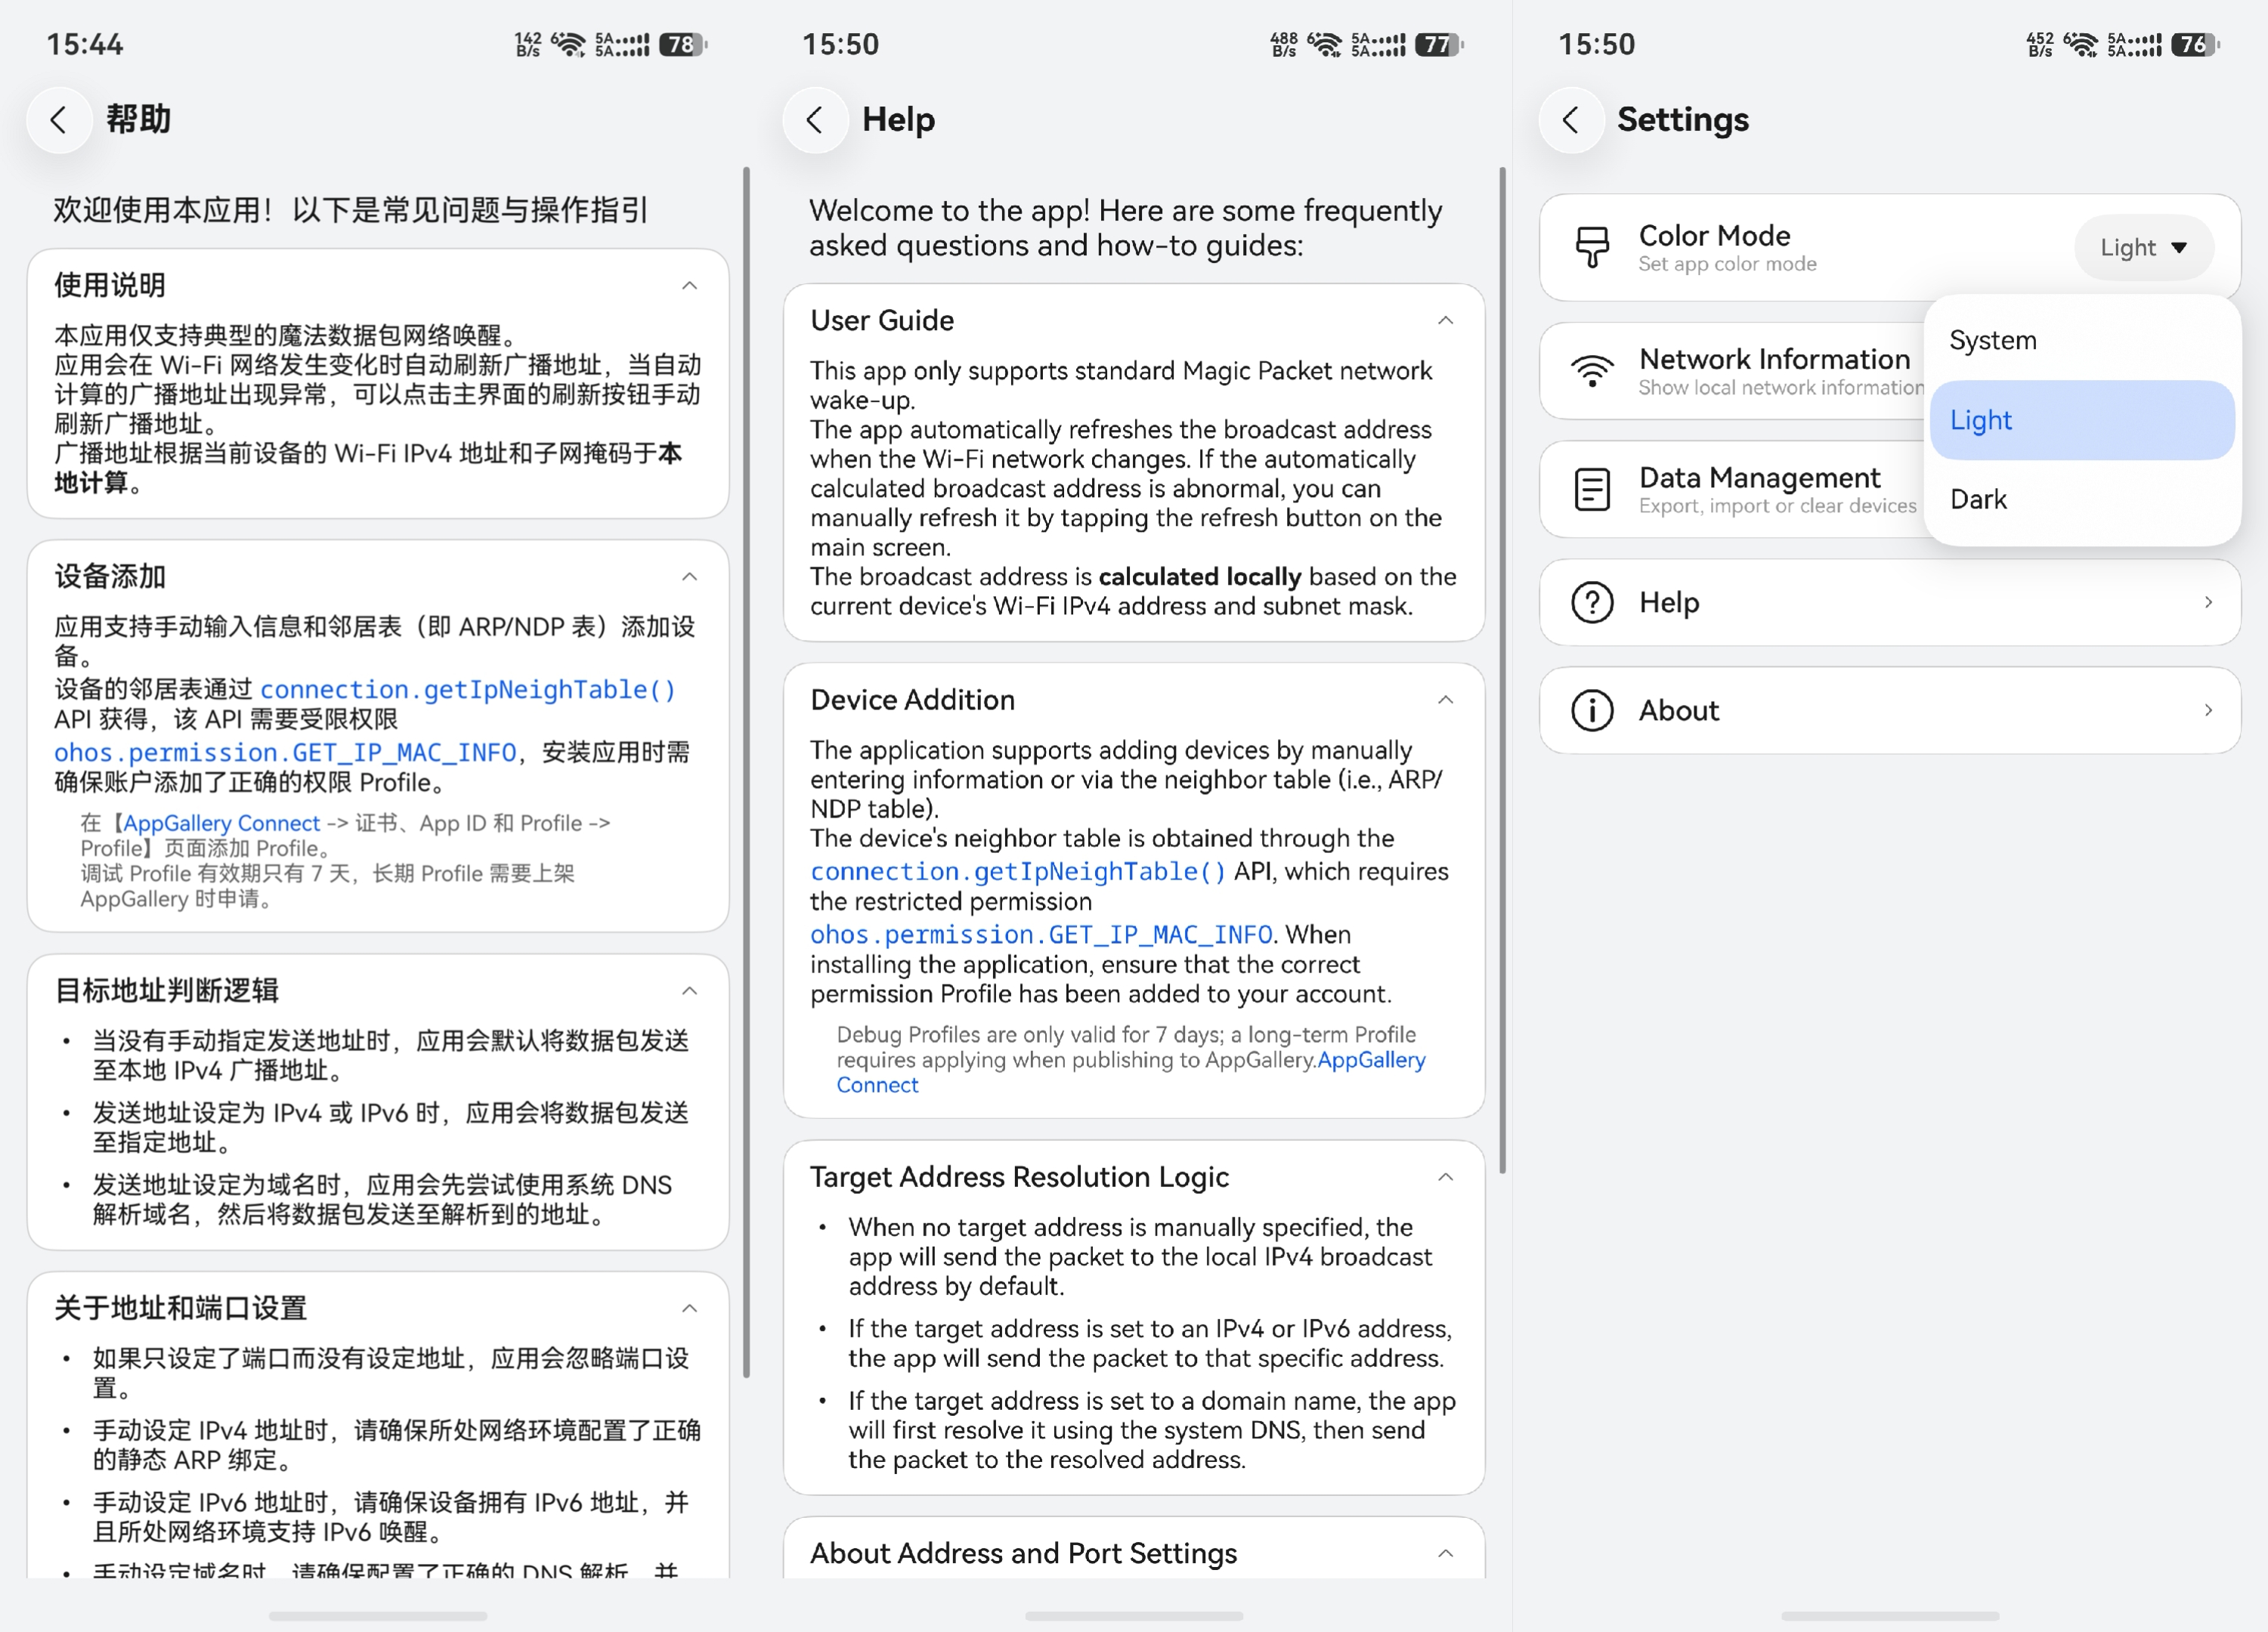 15:44
142 B/s 6 5A 5A 78
帮助
欢迎使用本应用！以下是常见问题与操作指引
使用说明
本应用仅支持典型的魔法数据包网络唤醒。
应用会在 Wi-Fi 网络发生变化时自动刷新广播地址，当自动
计算的广播地址出现异常，可以点击主界面的刷新按钮手动
刷新广播地址。
广播地址根据当前设备的 Wi-Fi IPv4 地址和子网掩码于本
地计算。
设备添加
应用支持手动输入信息和邻居表（即 ARP/NDP 表）添加设
备。
设备的邻居表通过 connection.getIpNeighTable()
API 获得，该 API 需要受限权限
ohos.permission.GET_IP_MAC_INFO，安装应用时需
确保账户添加了正确的权限 Profile。
在【AppGallery Connect -> 证书、App ID 和 Profile ->
Profile】页面添加 Profile。
调试 Profile 有效期只有 7 天，长期 Profile 需要上架
AppGallery 时申请。
目标地址判断逻辑
• 当没有手动指定发送地址时，应用会默认将数据包发送
至本地 IPv4 广播地址。
• 发送地址设定为 IPv4 或 IPv6 时，应用会将数据包发送
至指定地址。
• 发送地址设定为域名时，应用会先尝试使用系统 DNS
解析域名，然后将数据包发送至解析到的地址。
关于地址和端口设置
• 如果只设定了端口而没有设定地址，应用会忽略端口设
置。
• 手动设定 IPv4 地址时，请确保所处网络环境配置了正确
的静态 ARP 绑定。
• 手动设定 IPv6 地址时，请确保设备拥有 IPv6 地址，并
且所处网络环境支持 IPv6 唤醒。
• 手动设定域名时，请确保配置了正确的 DNS 解析，并
15:50
488 B/s 6 5A 5A 77
Help
Welcome to the app! Here are some frequently
asked questions and how-to guides:
User Guide
This app only supports standard Magic Packet network
wake-up.
The app automatically refreshes the broadcast address
when the Wi-Fi network changes. If the automatically
calculated broadcast address is abnormal, you can
manually refresh it by tapping the refresh button on the
main screen.
The broadcast address is calculated locally based on the
current device's Wi-Fi IPv4 address and subnet mask.
Device Addition
The application supports adding devices by manually
entering information or via the neighbor table (i.e., ARP/
NDP table).
The device's neighbor table is obtained through the
connection.getIpNeighTable() API, which requires
the restricted permission
ohos.permission.GET_IP_MAC_INFO. When
installing the application, ensure that the correct
permission Profile has been added to your account.
Debug Profiles are only valid for 7 days; a long-term Profile
requires applying when publishing to AppGallery.AppGallery
Connect
Target Address Resolution Logic
• When no target address is manually specified, the
app will send the packet to the local IPv4 broadcast
address by default.
• If the target address is set to an IPv4 or IPv6 address,
the app will send the packet to that specific address.
• If the target address is set to a domain name, the app
will first resolve it using the system DNS, then send
the packet to the resolved address.
About Address and Port Settings
15:50
452 B/s 6 5A 5A 76
Settings
Color Mode
Set app color mode
Light
System
Light
Dark
Network Information
Show local network information
Data Management
Export, import or clear devices
Help
About